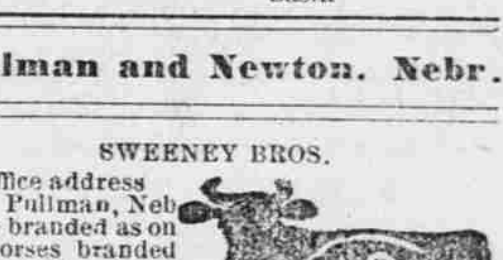 lman and Newton. Nebr.
SWEENEY BROS.
ffice address
Pullman, Neb
branded as on
orses branded